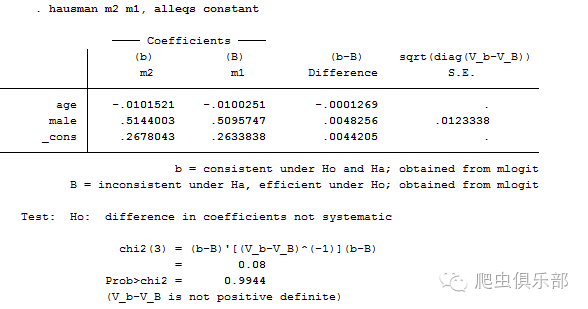 . hausman m2 m1, alleqs constant
Coefficients
(b) (B) (b-B) sqrt(diag(V_b-V_B))
m2 m1 Difference S.E.
age -.0101521 -.0100251 -.0001269 .
male .5144003 .5095747 .0048256 .0123338
_cons .2678043 .2633838 .0044205 .
b = consistent under Ho and Ha; obtained from mlogit
B = inconsistent under Ha, efficient under Ho; obtained from mlogit
Test: Ho: difference in coefficients not systematic
chi2(3) = (b-B)'[(V_b-V_B)^(-1)](b-B)
= 0.08
Prob>chi2 = 0.9944
(V_b-V_B is not positive definite)
爬虫俱乐部